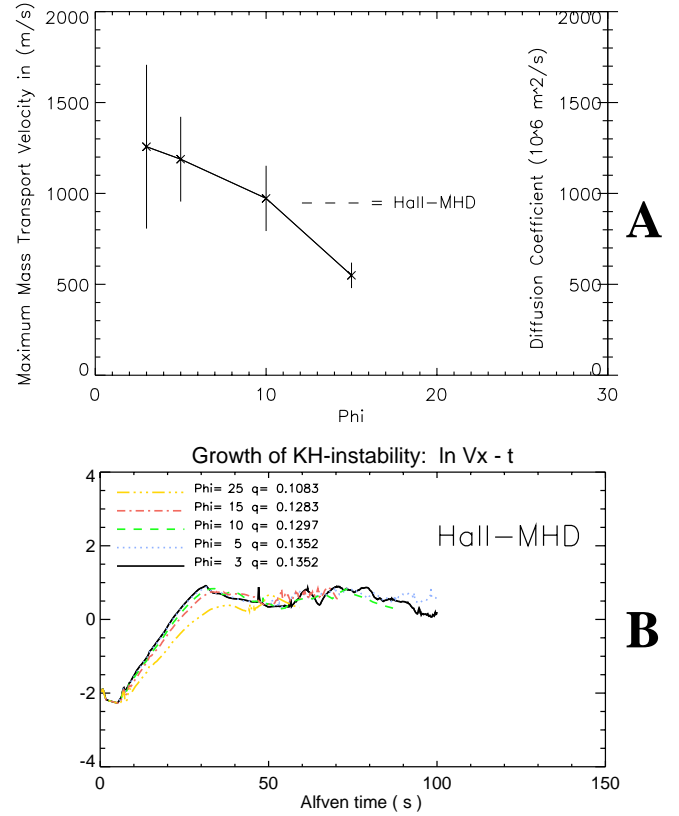 Maximum Mass Transport Velocity in (m/s)
2000
1500
1000
500
0
0
10
20
30
Phi
= Hall-MHD
Diffusion Coefficient (10^6 m^2/s)
2000
1500
1000
500
0
A
Growth of KH-instability: ln Vx - t
4
2
0
-2
-4
Phi= 25 q= 0.1083
Phi= 15 q= 0.1283
Phi= 10 q= 0.1297
Phi= 5 q= 0.1352
Phi= 3 q= 0.1352
Hall-MHD
B
0
50
100
150
Alfven time ( s )